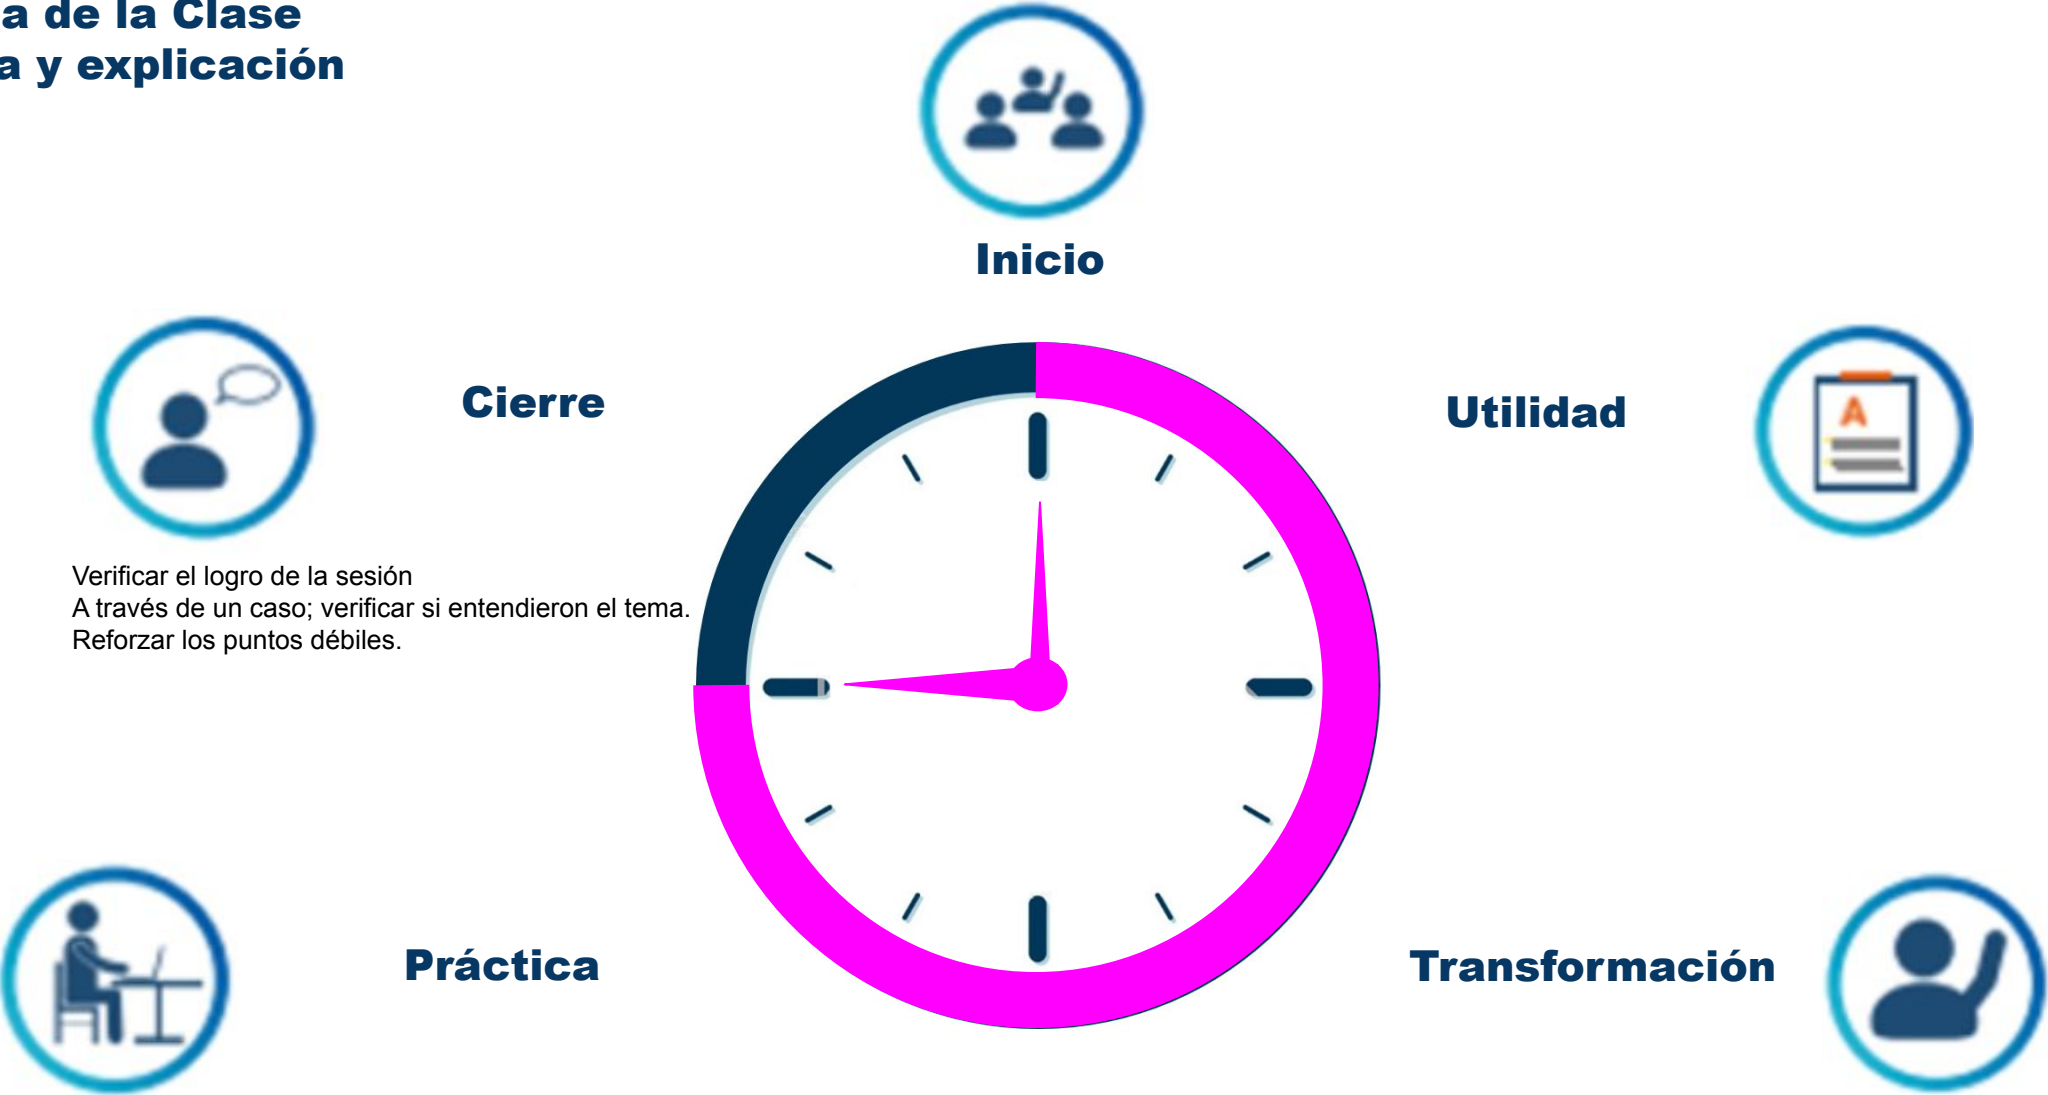 a de la Clase
a y explicación
Inicio
Cierre
Utilidad
A
Verificar el logro de la sesión
A través de un caso; verificar si entendieron el tema.
Reforzar los puntos débiles.
Práctica
Transformación